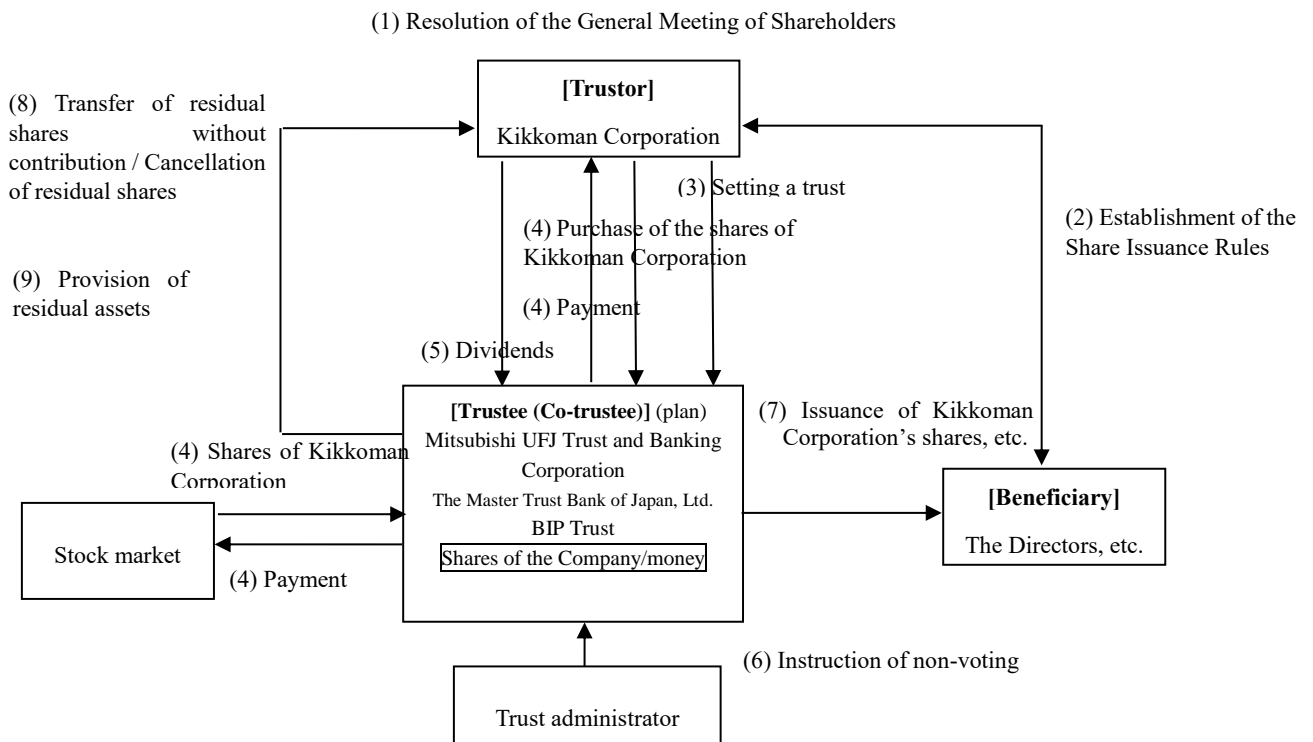 (1) Resolution of the General Meeting of Shareholders
[Trustor]
Kikkoman Corporation
(8) Transfer of residual
shares without
contribution / Cancellation
of residual shares
(9) Provision of
residual assets
(2) Establishment of the
Share Issuance Rules
(3) Setting a trust
(4) Purchase of the shares of
Kikkoman Corporation
(4) Payment
(5) Dividends
[Trustee (Co-trustee)] (plan)
Mitsubishi UFJ Trust and Banking
Corporation
The Master Trust Bank of Japan, Ltd.
BIP Trust
Shares of the Company/money
(7) Issuance of Kikkoman
Corporation’s shares, etc.
(4) Shares of Kikkoman
Corporation
Stock market
(4) Payment
[Beneficiary]
The Directors, etc.
(6) Instruction of non-voting
Trust administrator